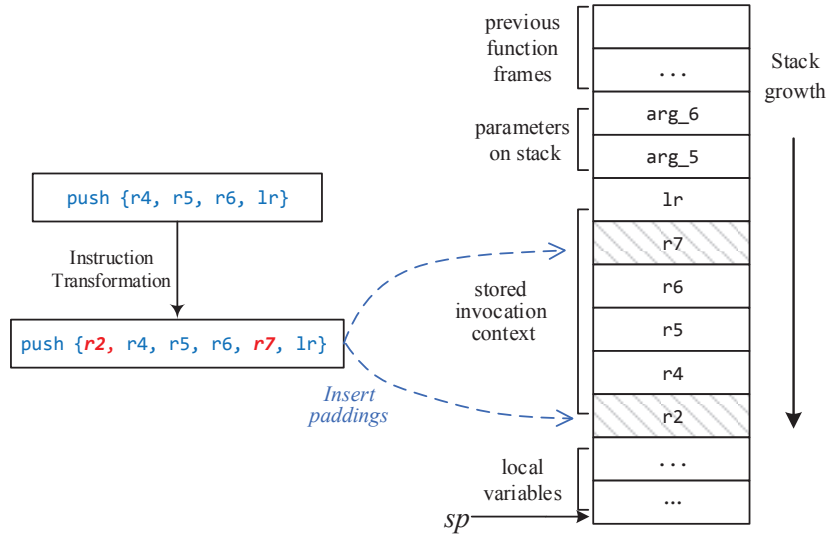 previous
function
frames
...
Stack
growth
parameters
on stack
arg_6
arg_5
push {r4, r5, r6, lr}
lr
Instruction
Transformation
r7
stored
invocation
context
r6
r5
push {r2, r4, r5, r6, r7, lr}
r4
Insert
paddings
r2
local
variables
...
...
sp